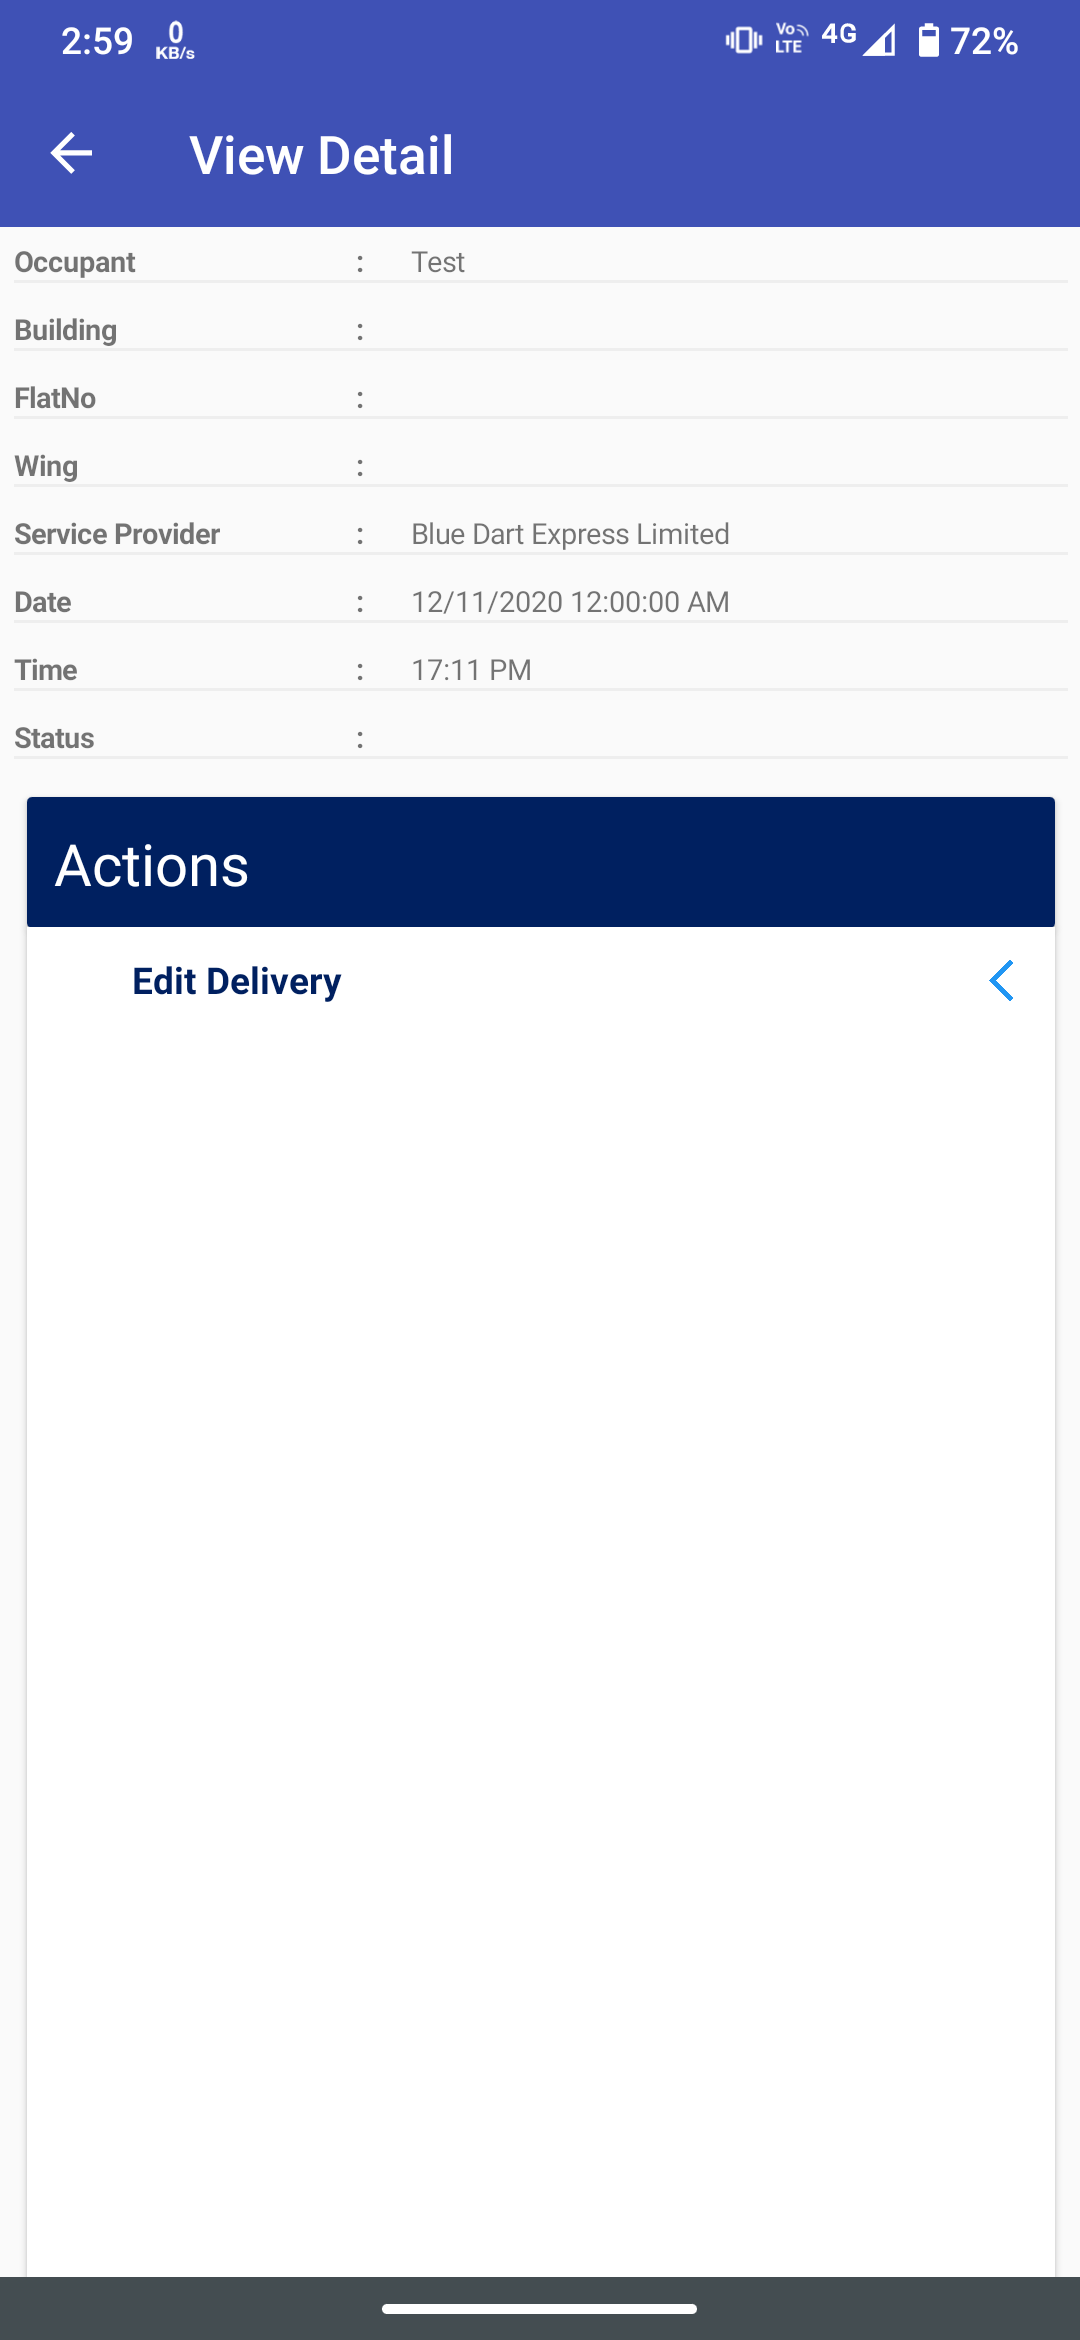 2:59 0 KB/s Vo LTE 4G 72%
View Detail
Occupant : Test
Building :
FlatNo :
Wing :
Service Provider : Blue Dart Express Limited
Date : 12/11/2020 12:00:00 AM
Time : 17:11 PM
Status :
Actions
Edit Delivery